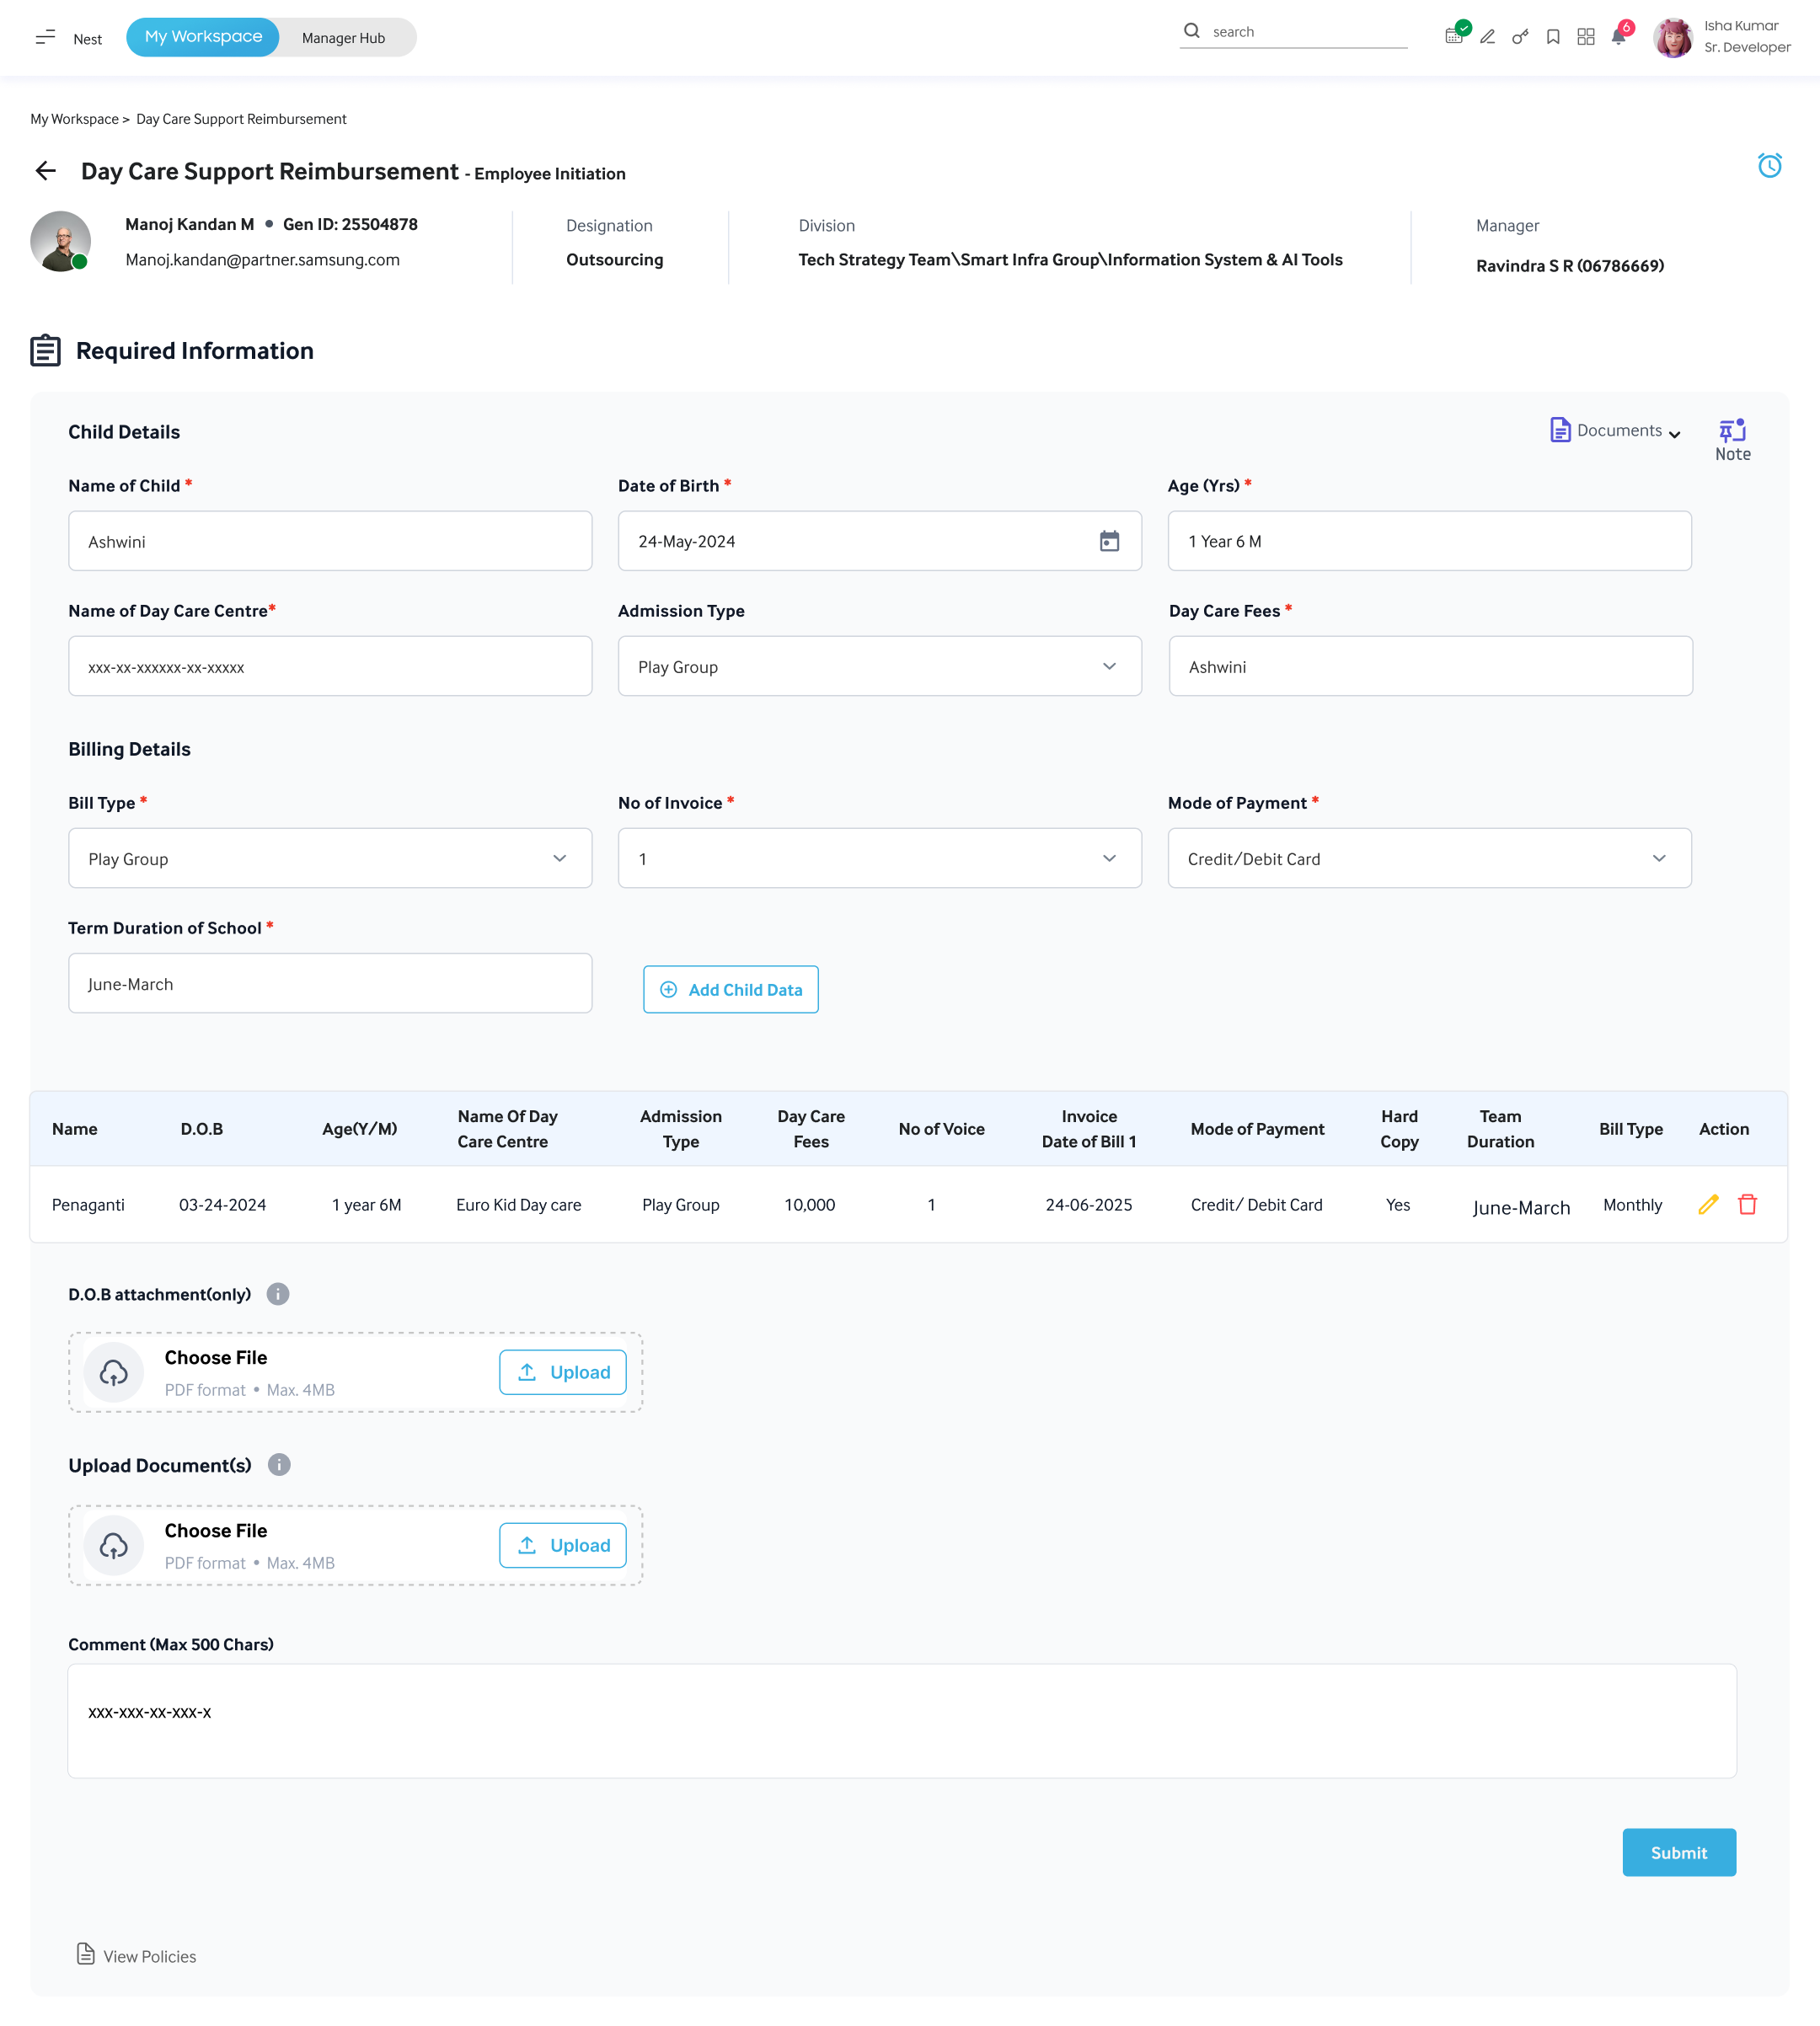 Nest
My Workspace
Manager Hub
search
6
Isha Kumar
Sr. Developer
My Workspace > Day Care Support Reimbursement
Day Care Support Reimbursement - Employee Initiation
Manoj Kandan M • Gen ID: 25504878
Manoj.kandan@partner.samsung.com
Designation
Outsourcing
Division
Tech Strategy Team\Smart Infra Group\Information System & AI Tools
Manager
Ravindra S R (06786669)
Required Information
Child Details
Documents
Note
Name of Child *
Date of Birth *
Age (Yrs) *
Ashwini
24-May-2024
1 Year 6 M
Name of Day Care Centre*
Admission Type
Day Care Fees *
xxx-xx-xxxxxx-xx-xxxxx
Play Group
Ashwini
Billing Details
Bill Type *
No of Invoice *
Mode of Payment *
Play Group
1
Credit/Debit Card
Term Duration of School *
June-March
Add Child Data
Name
D.O.B
Age(Y/M)
Name Of Day
Care Centre
Admission
Type
Day Care
Fees
No of Voice
Invoice
Date of Bill 1
Mode of Payment
Hard
Copy
Team
Duration
Bill Type
Action
Penaganti
03-24-2024
1 year 6M
Euro Kid Day care
Play Group
10,000
1
24-06-2025
Credit/ Debit Card
Yes
June-March
Monthly
D.O.B attachment(only)
Choose File
PDF format • Max. 4MB
Upload
Upload Document(s)
Choose File
PDF format • Max. 4MB
Upload
Comment (Max 500 Chars)
xxx-xxx-xx-xxx-x
Submit
View Policies